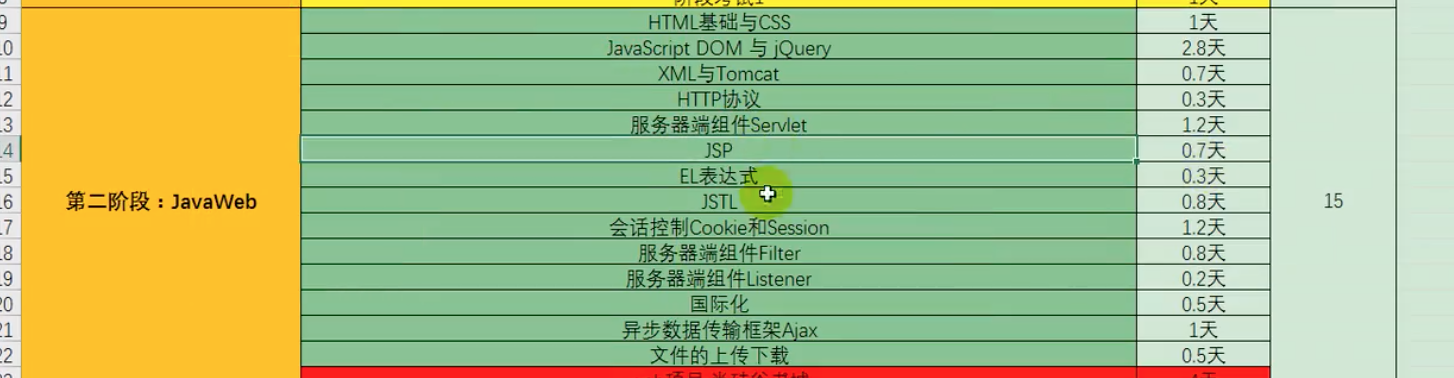 阶段考试1 1天
9 HTML基础与CSS 1天
10 JavaScript DOM 与 jQuery 2.8天
11 XML与Tomcat 0.7天
12 HTTP协议 0.3天
13 服务器端组件Servlet 1.2天
14 JSP 0.7天
15 EL表达式 0.3天
第二阶段：JavaWeb
16 JSTL 0.8天
15
17 会话控制Cookie和Session 1.2天
18 服务器端组件Filter 0.8天
19 服务器端组件Listener 0.2天
20 国际化 0.5天
21 异步数据传输框架Ajax 1天
22 文件的上传下载 0.5天